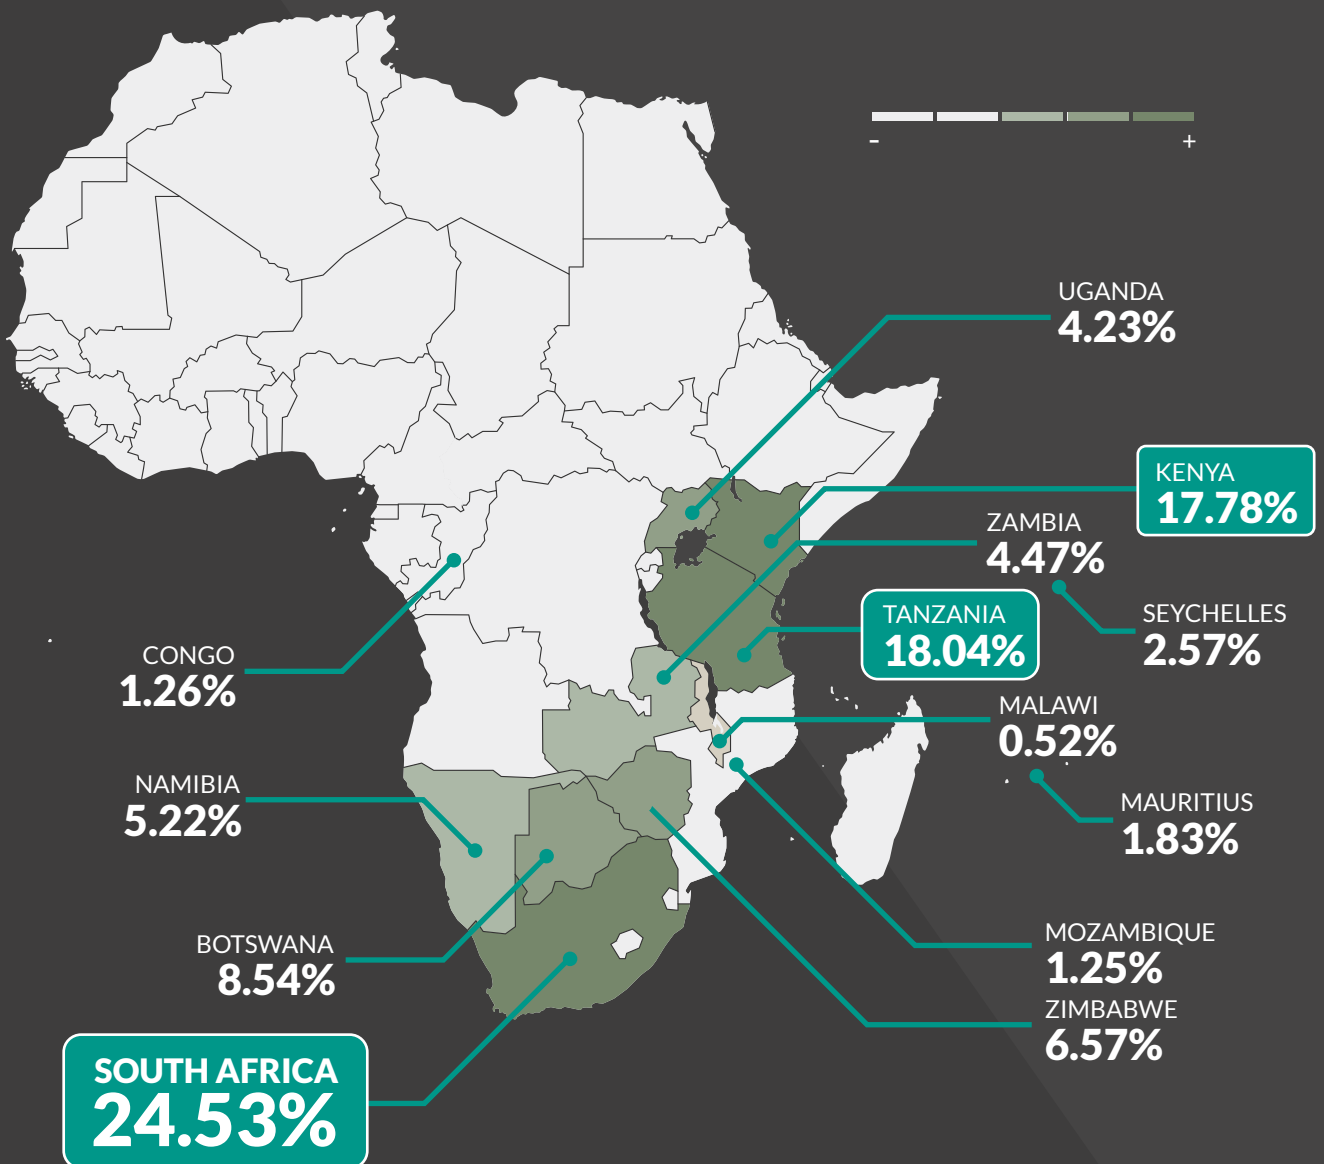 -
+
UGANDA
4.23%
KENYA
17.78%
ZAMBIA
4.47%
TANZANIA
18.04%
SEYCHELLES
2.57%
CONGO
1.26%
MALAWI
0.52%
NAMIBIA
5.22%
MAURITIUS
1.83%
BOTSWANA
8.54%
MOZAMBIQUE
1.25%
ZIMBABWE
6.57%
SOUTH AFRICA
24.53%